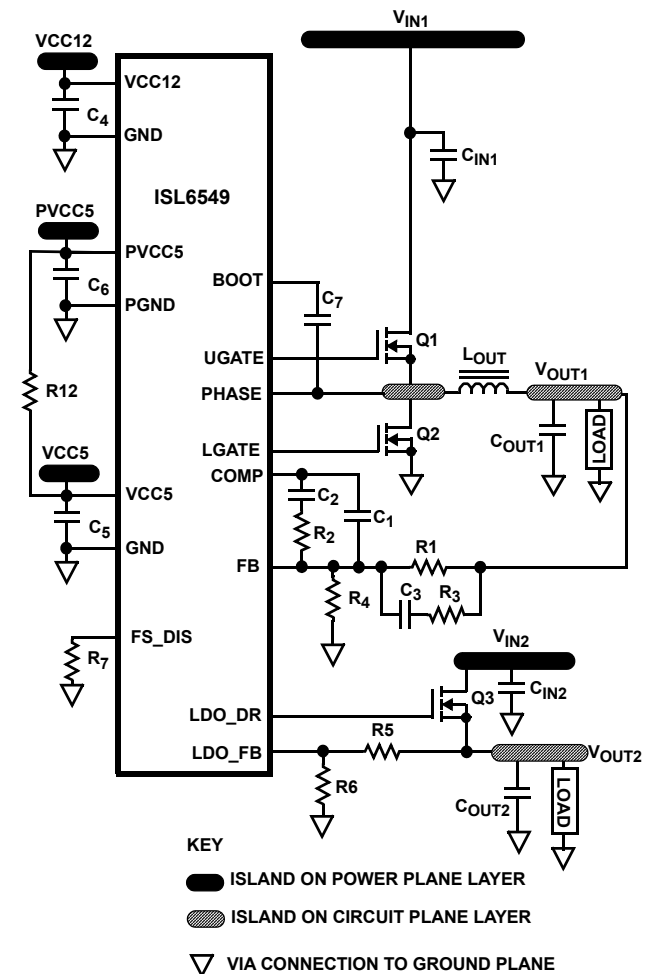 VIN1
VCC12
VCC12
C4
GND
CIN1
ISL6549
PVCC5
PVCC5
C6
PGND
BOOT
C7
Q1
UGATE
LOUT
VOUT1
PHASE
R12
Q2
LGATE
COUT1
LOAD
COMP
VCC5
C2
VCC5
C1
R2
C5
GND
FB
R1
C3
R3
R4
FS_DIS
R7
VIN2
Q3
CIN2
LDO_DR
R5
LDO_FB
VOUT2
R6
COUT2
LOAD
KEY
ISLAND ON POWER PLANE LAYER
ISLAND ON CIRCUIT PLANE LAYER
VIA CONNECTION TO GROUND PLANE